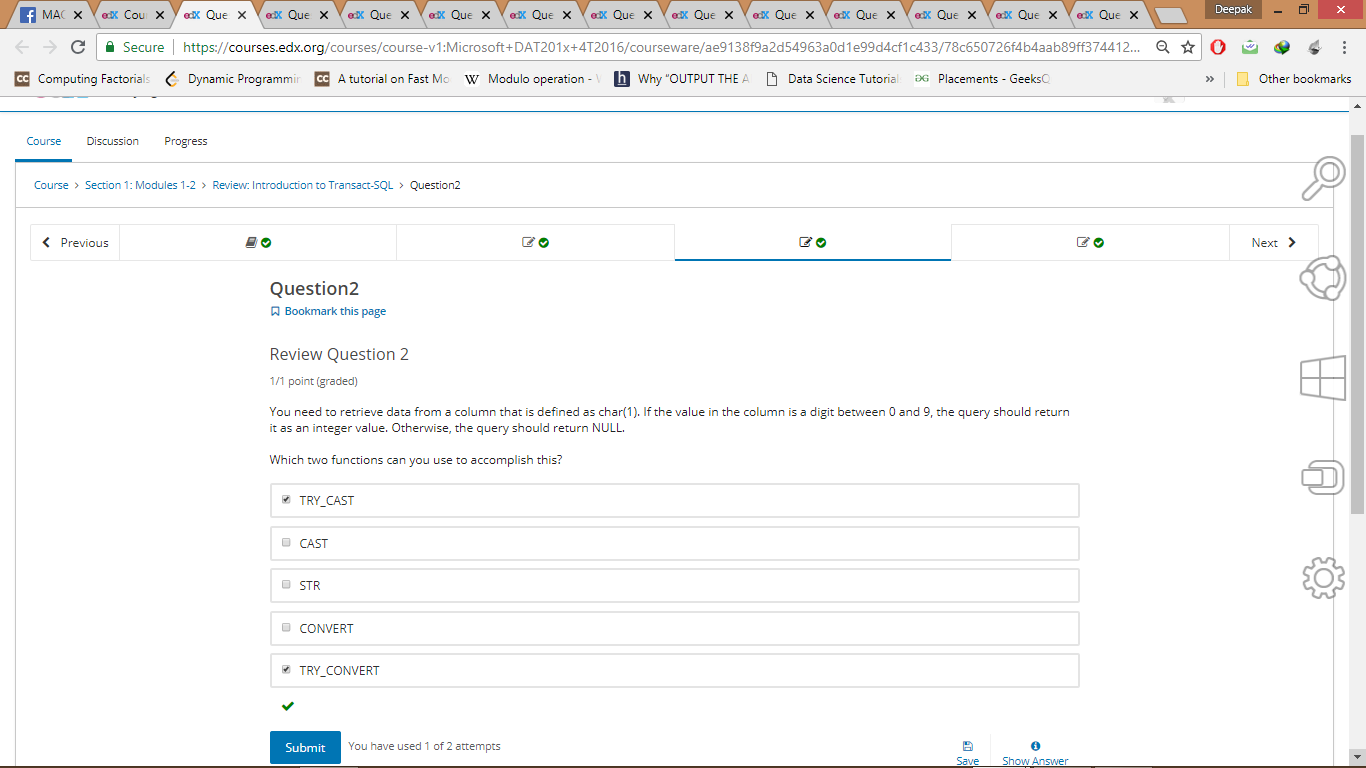 MAC
Cou
Que
Que
Que
Que
Que
Que
Que
Que
Que
Que
Que
Que
Deepak
Secure
https://courses.edx.org/courses/course-v1:Microsoft+DAT201x+4T2016/courseware/ae9138f9a2d54963a0d1e99d4cf1c433/78c650726f4b4aab89ff374412...
Computing Factorials
Dynamic Programmin
A tutorial on Fast Mo
Modulo operation -
Why "OUTPUT THE A
Data Science Tutorial
Placements - GeeksQ
»
Other bookmarks
Course
Discussion
Progress
Course > Section 1: Modules 1-2 > Review: Introduction to Transact-SQL > Question2
Previous
Next
Question2
Bookmark this page
Review Question 2
1/1 point (graded)
You need to retrieve data from a column that is defined as char(1). If the value in the column is a digit between 0 and 9, the query should return
it as an integer value. Otherwise, the query should return NULL.
Which two functions can you use to accomplish this?
TRY_CAST
CAST
STR
CONVERT
TRY_CONVERT
Submit
You have used 1 of 2 attempts
Save
Show Answer